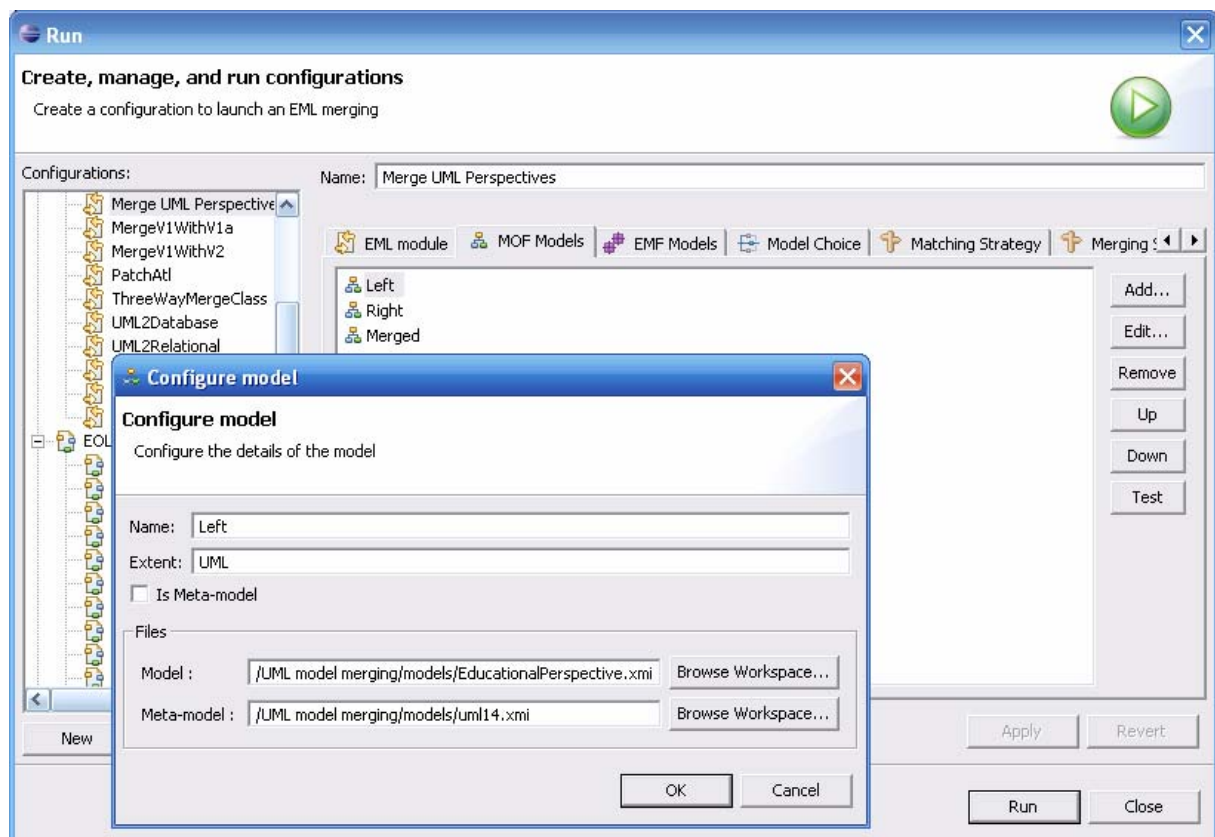 Run
Create, manage, and run configurations
Create a configuration to launch an EML merging
Configurations:
Name: Merge UML Perspectives
Merge UML Perspective
MergeV1WithV1a
MergeV1WithV2
PatchAtl
ThreeWayMergeClass
UML2Database
UML2Relational
EOL
New
EML module MOF Models EMF Models Model Choice Matching Strategy Merging
Left
Right
Merged
Add...
Edit...
Remove
Up
Down
Test
Configure model
Configure model
Configure the details of the model
Name: Left
Extent: UML
Is Meta-model
Files
Model : /UML model merging/models/EducationalPerspective.xmi Browse Workspace...
Meta-model : /UML model merging/models/uml14.xmi Browse Workspace...
OK Cancel
Apply Revert
Run Close